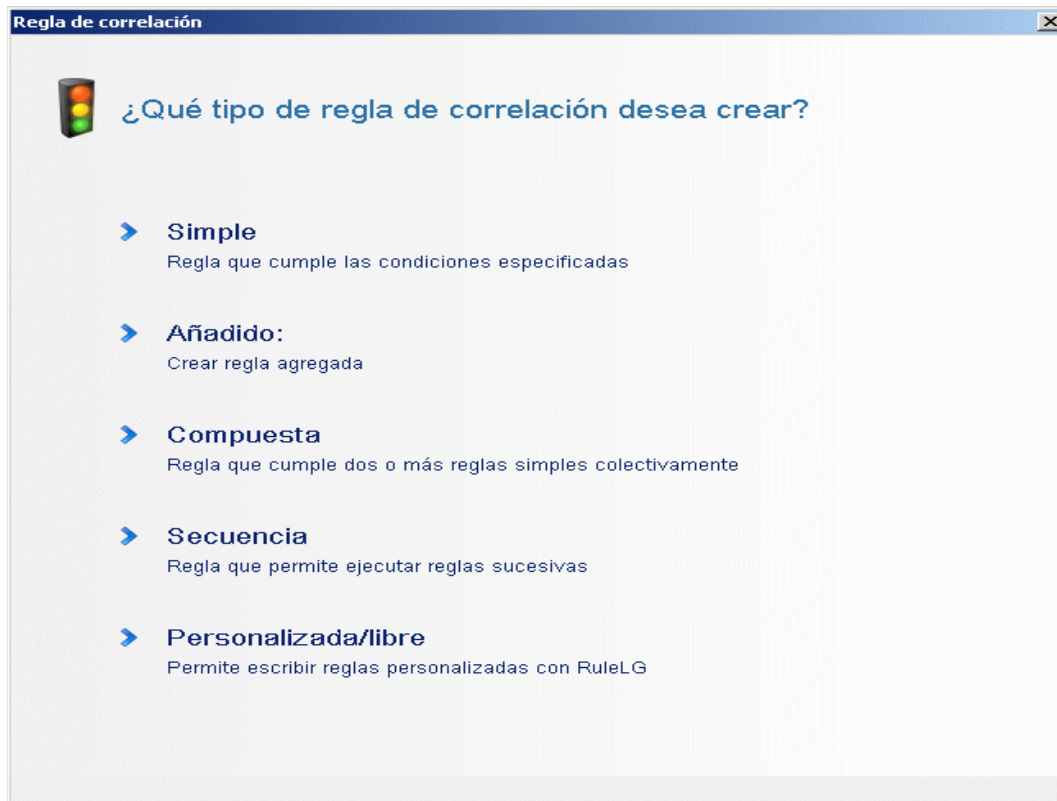 Regla de correlación
¿Qué tipo de regla de correlación desea crear?
Simple
Regla que cumple las condiciones especificadas
Añadido:
Crear regla agregada
Compuesta
Regla que cumple dos o más reglas simples colectivamente
Secuencia
Regla que permite ejecutar reglas sucesivas
Personalizada/libre
Permite escribir reglas personalizadas con RuleLG